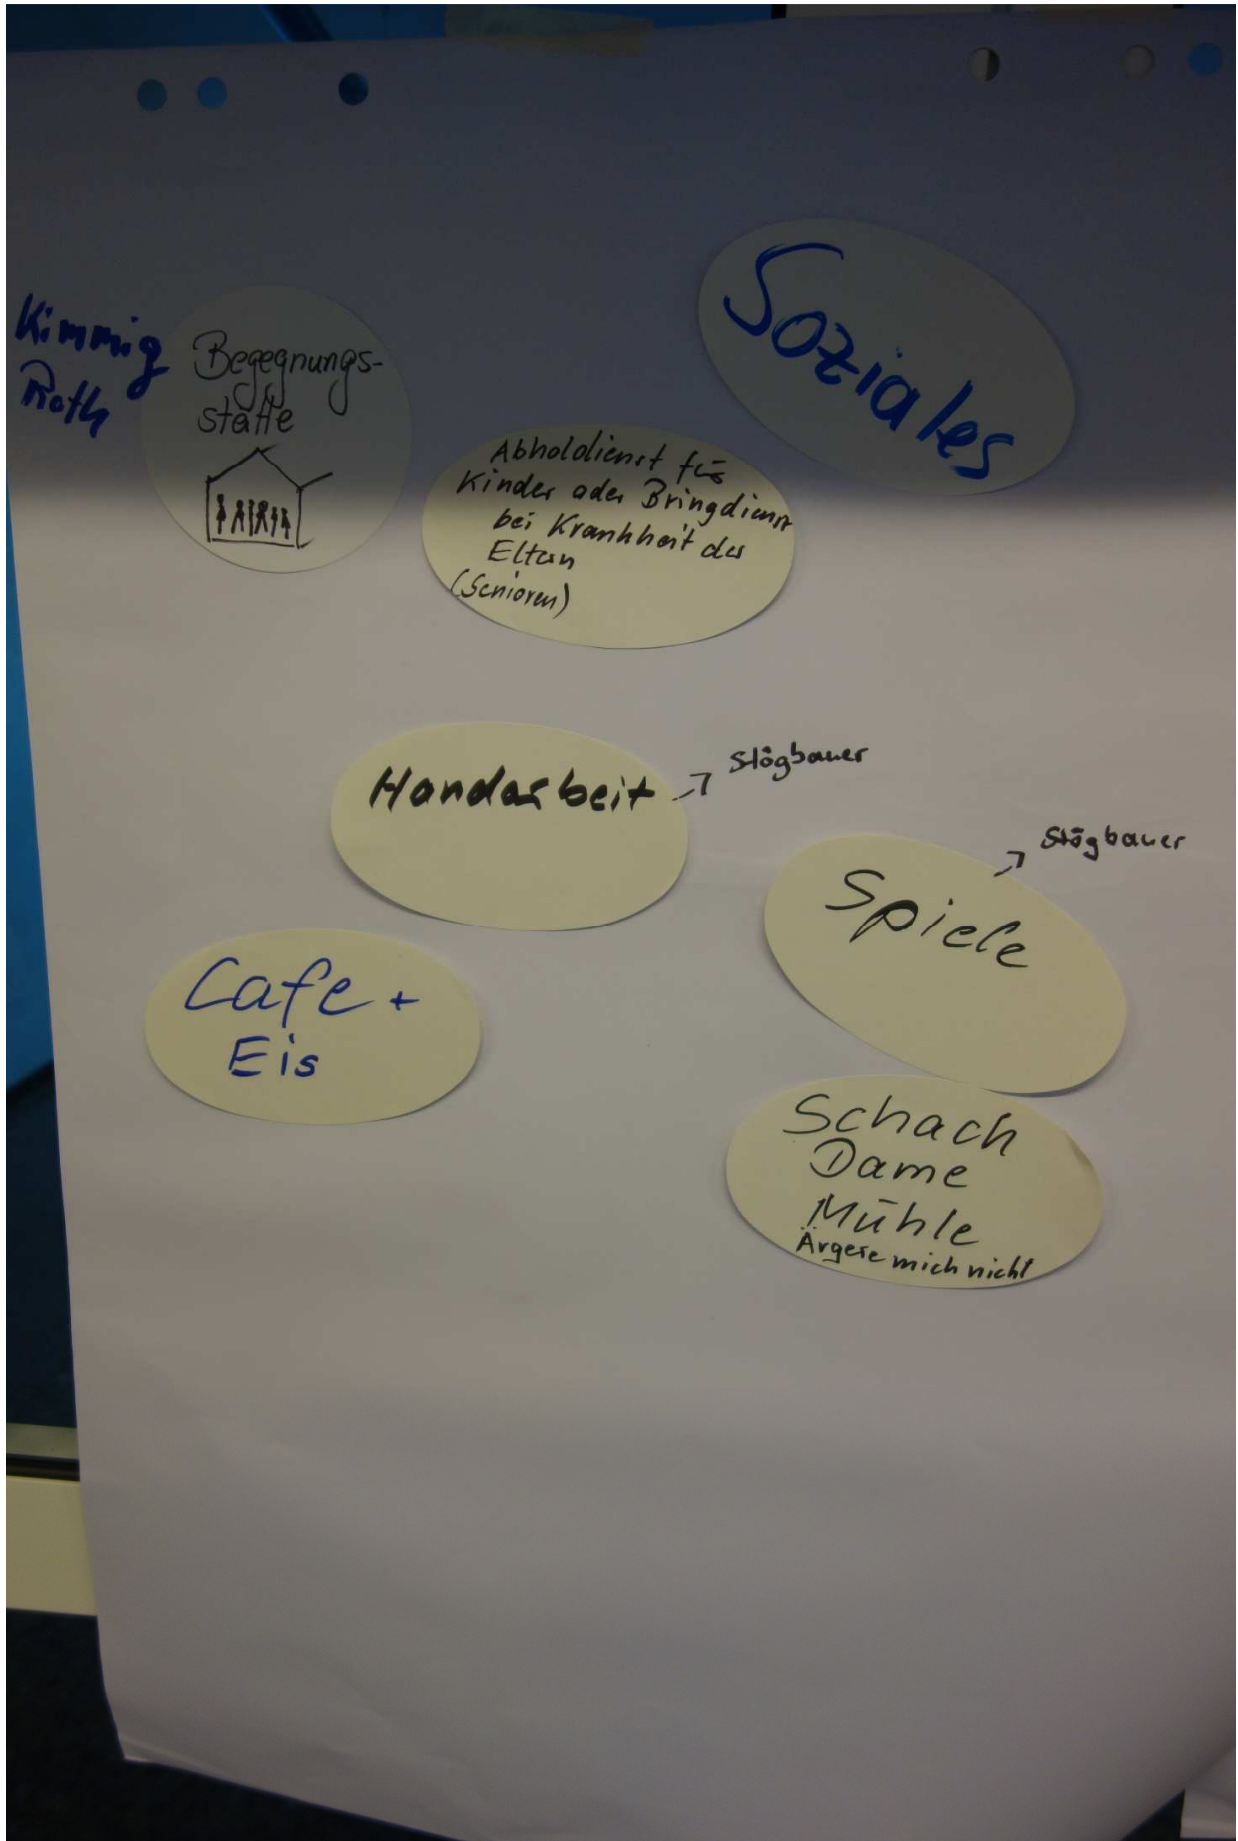 Soziales
Kimmig
Roth
Begegnungs-
stätte
Abholdienst für
Kinder oder Bringdienst
bei Krankheit der
Eltern
(Senioren)
Handarbeit
→ Stögbauer
Spiele
→ Stögbauer
Cafe +
Eis
Schach
Dame
Mühle
Ärgere mich nicht